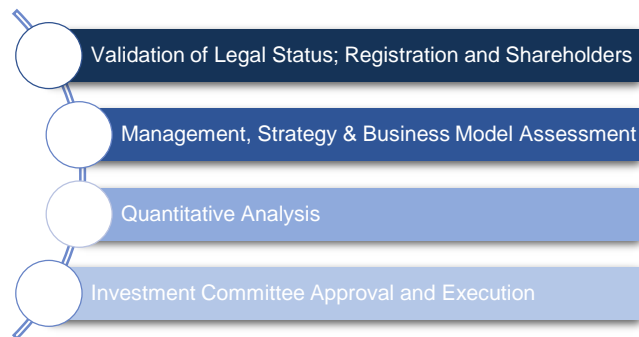 Validation of Legal Status; Registration and Shareholders
Management, Strategy & Business Model Assessment
Quantitative Analysis
Investment Committee Approval and Execution